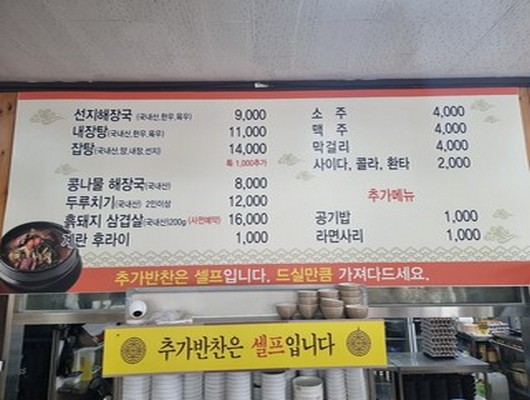 선지해장국 (국내산,한우,육우) 9,000
내장탕(국내산,한우,육우) 11,000
잡탕(국내산,양,내장,선지) 14,000
특 1,000추가
콩나물 해장국(국내산) 8,000
두루치기(국내산) 2인이상 12,000
흙돼지 삼겹살(국내산)200g (사전예약) 16,000
계란 후라이 1,000
소 주 4,000
맥 주 4,000
막걸리 4,000
사이다, 콜라, 환타 2,000
추가메뉴
공기밥 1,000
라면사리 1,000
추가반찬은 셀프입니다. 드실만큼 가져다드세요.
추가반찬은 셀프입니다